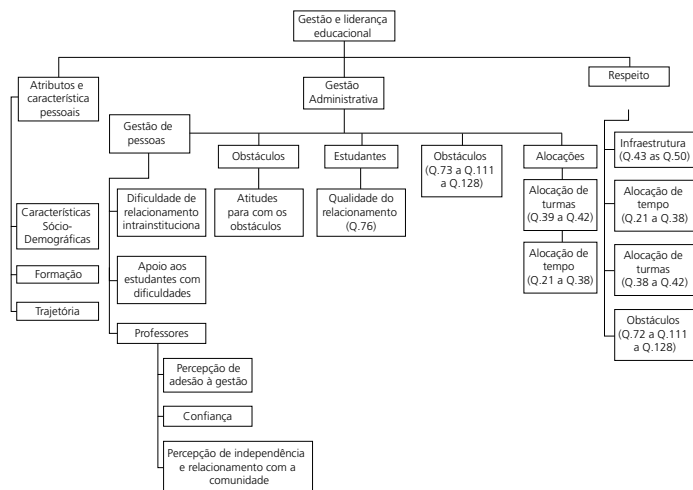 Gestão e liderança
educacional
Atributos e
característica
pessoais
Gestão
Administrativa
Respeito
Gestão de
pessoas
Obstáculos
Estudantes
Obstáculos
(Q.73 a Q.111
a Q.128)
Alocações
Infraestrutura
(Q.43 as Q.50)
Características
Sócio-
Demográficas
Dificuldade de
relacionamento
intrainstituciona
Atitudes
para com os
obstáculos
Qualidade do
relacionamento
(Q.76)
Alocação de
turmas
(Q.39 a Q.42)
Alocação de
tempo
(Q.21 a Q.38)
Formação
Apoio aos
estudantes com
dificuldades
Alocação de
tempo
(Q.21 a Q.38)
Alocação de
turmas
(Q.38 a Q.42)
Trajetória
Professores
Obstáculos
(Q.72 a Q.111
a Q.128)
Percepção de
adesão à gestão
Confiança
Percepção de independência
e relacionamento com a
comunidade